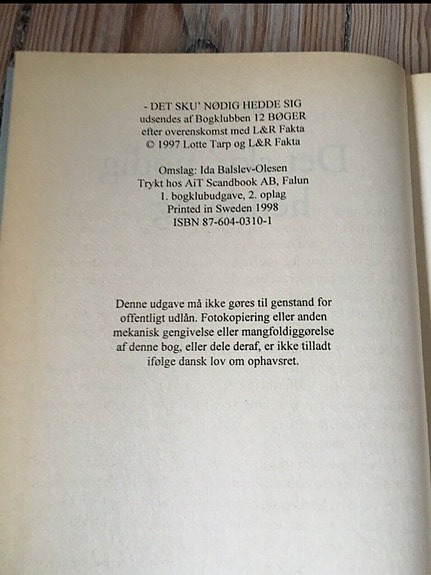 - DET SKU' NØDIG HEDDE SIG
udsendes af Bogklubben 12 BØGER
efter overenskomst med L&R Fakta
© 1997 Lotte Tarp og L&R Fakta
Omslag: Ida Balslev-Olesen
Trykt hos AiT Scandbook AB, Falun
1. bogklubudgave, 2. oplag
Printed in Sweden 1998
ISBN 87-604-0310-1
Denne udgave må ikke gøres til genstand for
offentligt udlån. Fotokopiering eller anden
mekanisk gengivelse eller mangfoldiggørelse
af denne bog, eller dele deraf, er ikke tilladt
ifølge dansk lov om ophavsret.